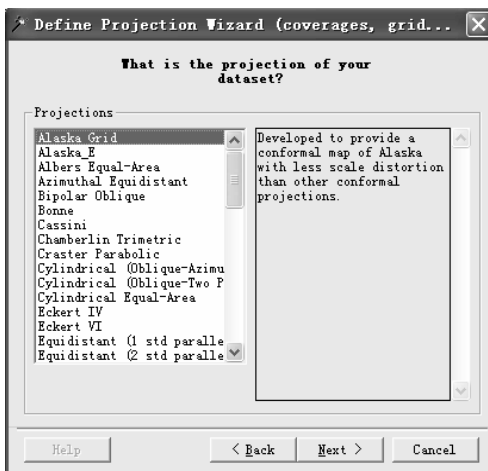 Define Projection Wizard (coverages, grid...
What is the projection of your
dataset?
Projections
Alaska Grid
Alaska_E
Albers Equal-Area
Azimuthal Equidistant
Bipolar Oblique
Bonne
Cassini
Chamberlin Trimetric
Craster Parabolic
Cylindrical (Oblique-Azimu
Cylindrical (Oblique-Two P
Cylindrical Equal-Area
Eckert IV
Eckert VI
Equidistant (1 std paralle
Equidistant (2 std paralle
Developed to provide a
conformal map of Alaska
with less scale distortion
than other conformal
projections.
Help
< Back
Next >
Cancel